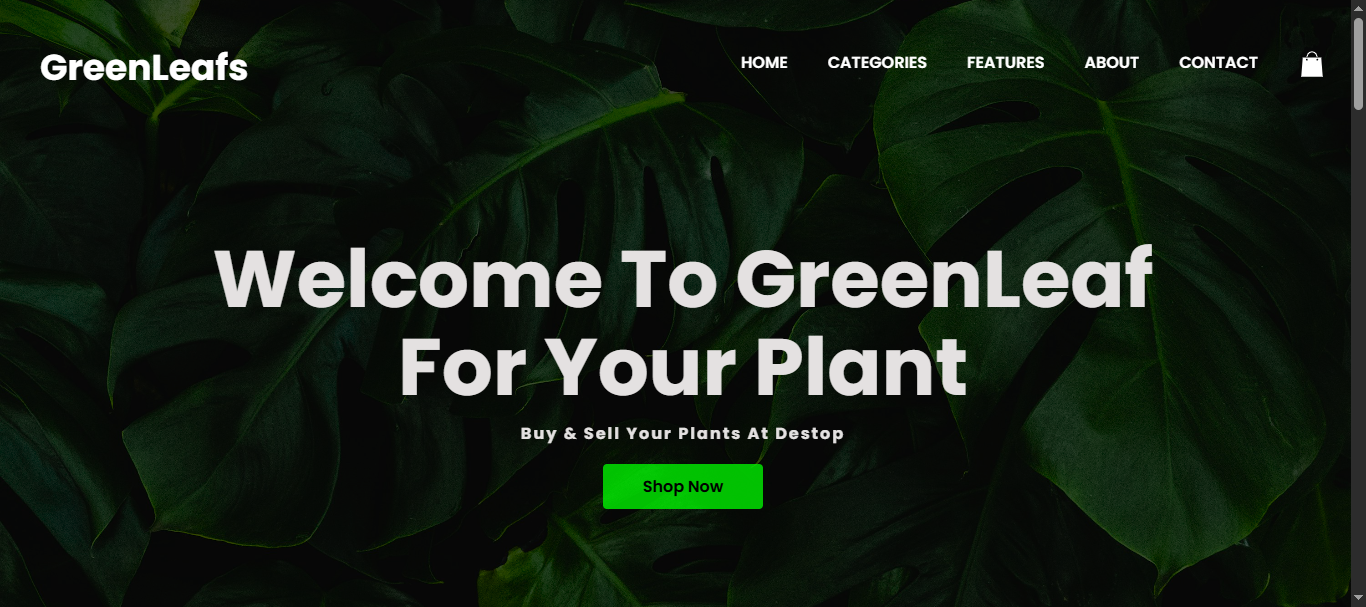 GreenLeafs
HOME CATEGORIES FEATURES ABOUT CONTACT
Welcome To GreenLeaf
For Your Plant
Buy & Sell Your Plants At Destop
Shop Now